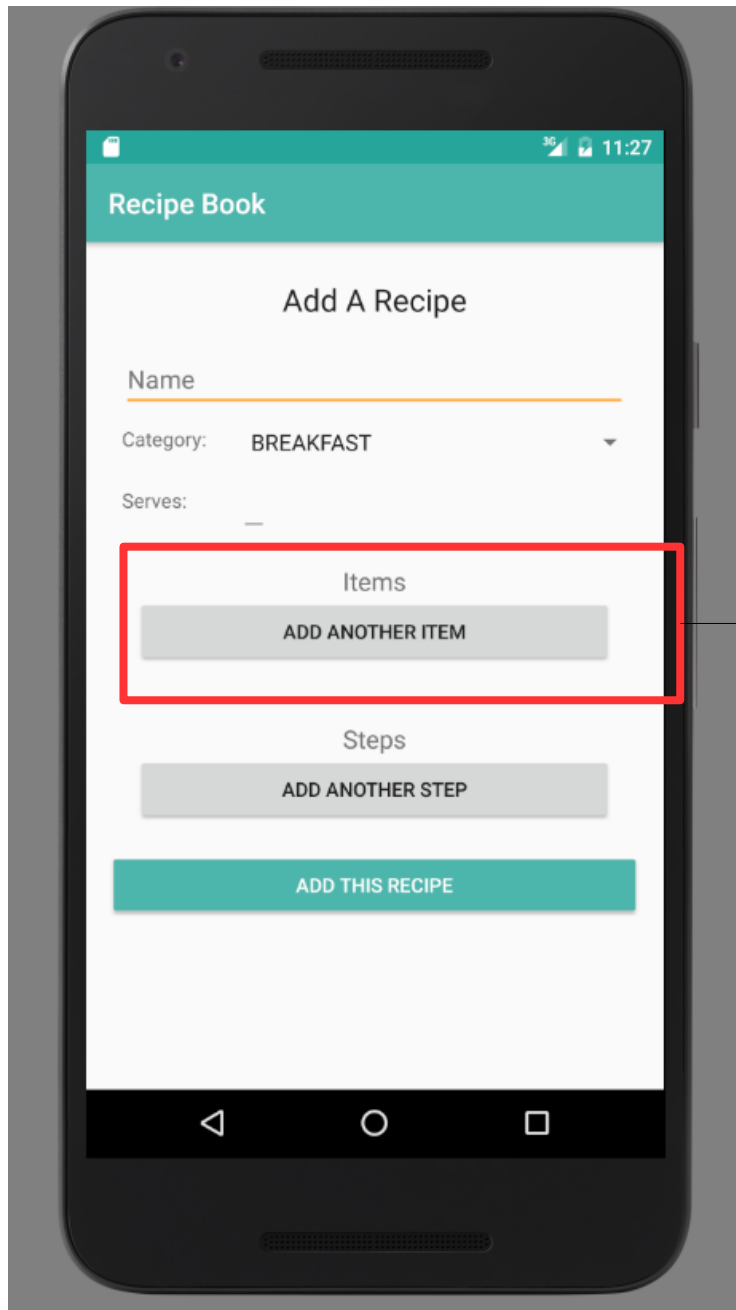 3G 11:27
Recipe Book
Add A Recipe
Name
Category: BREAKFAST
Serves:
Items
ADD ANOTHER ITEM
Steps
ADD ANOTHER STEP
ADD THIS RECIPE